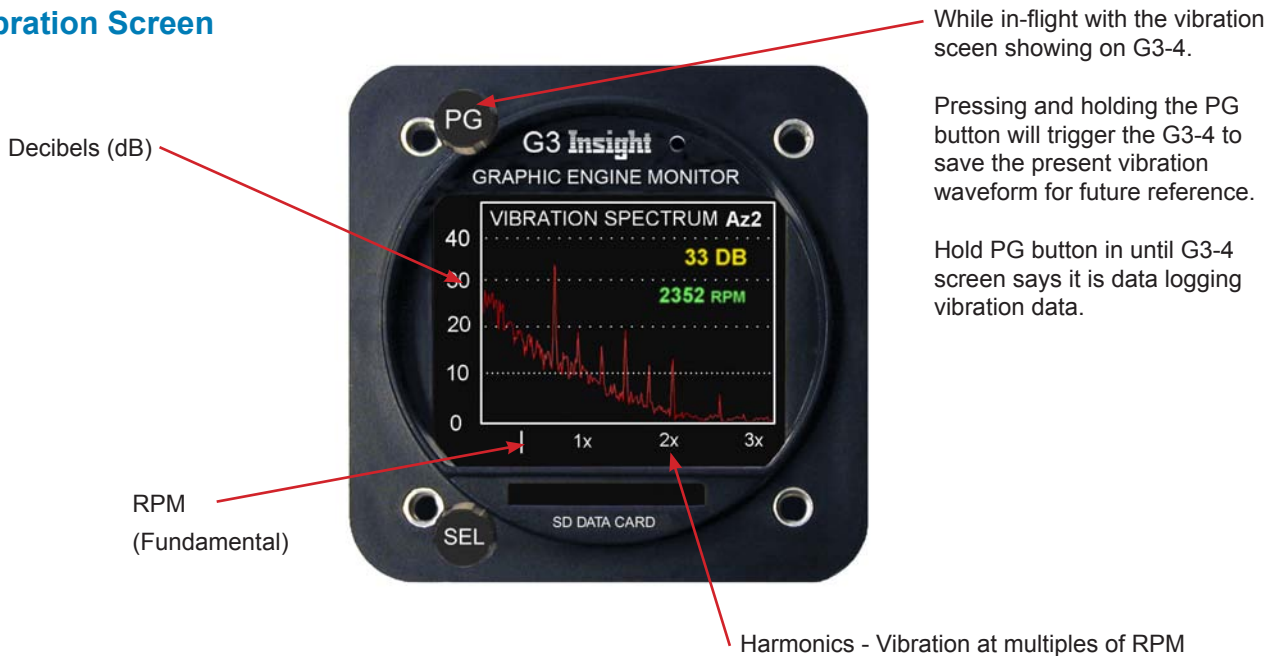 bration Screen
While in-flight with the vibration
sceen showing on G3-4.
Pressing and holding the PG
button will trigger the G3-4 to
save the present vibration
waveform for future reference.
Hold PG button in until G3-4
screen says it is data logging
vibration data.
Decibels (dB)
PG
G3 Insight
GRAPHIC ENGINE MONITOR
VIBRATION SPECTRUM Az2
40
33 DB
30
2352 RPM
20
10
0
1x 2x 3x
RPM
(Fundamental)
SD DATA CARD
SEL
Harmonics - Vibration at multiples of RPM